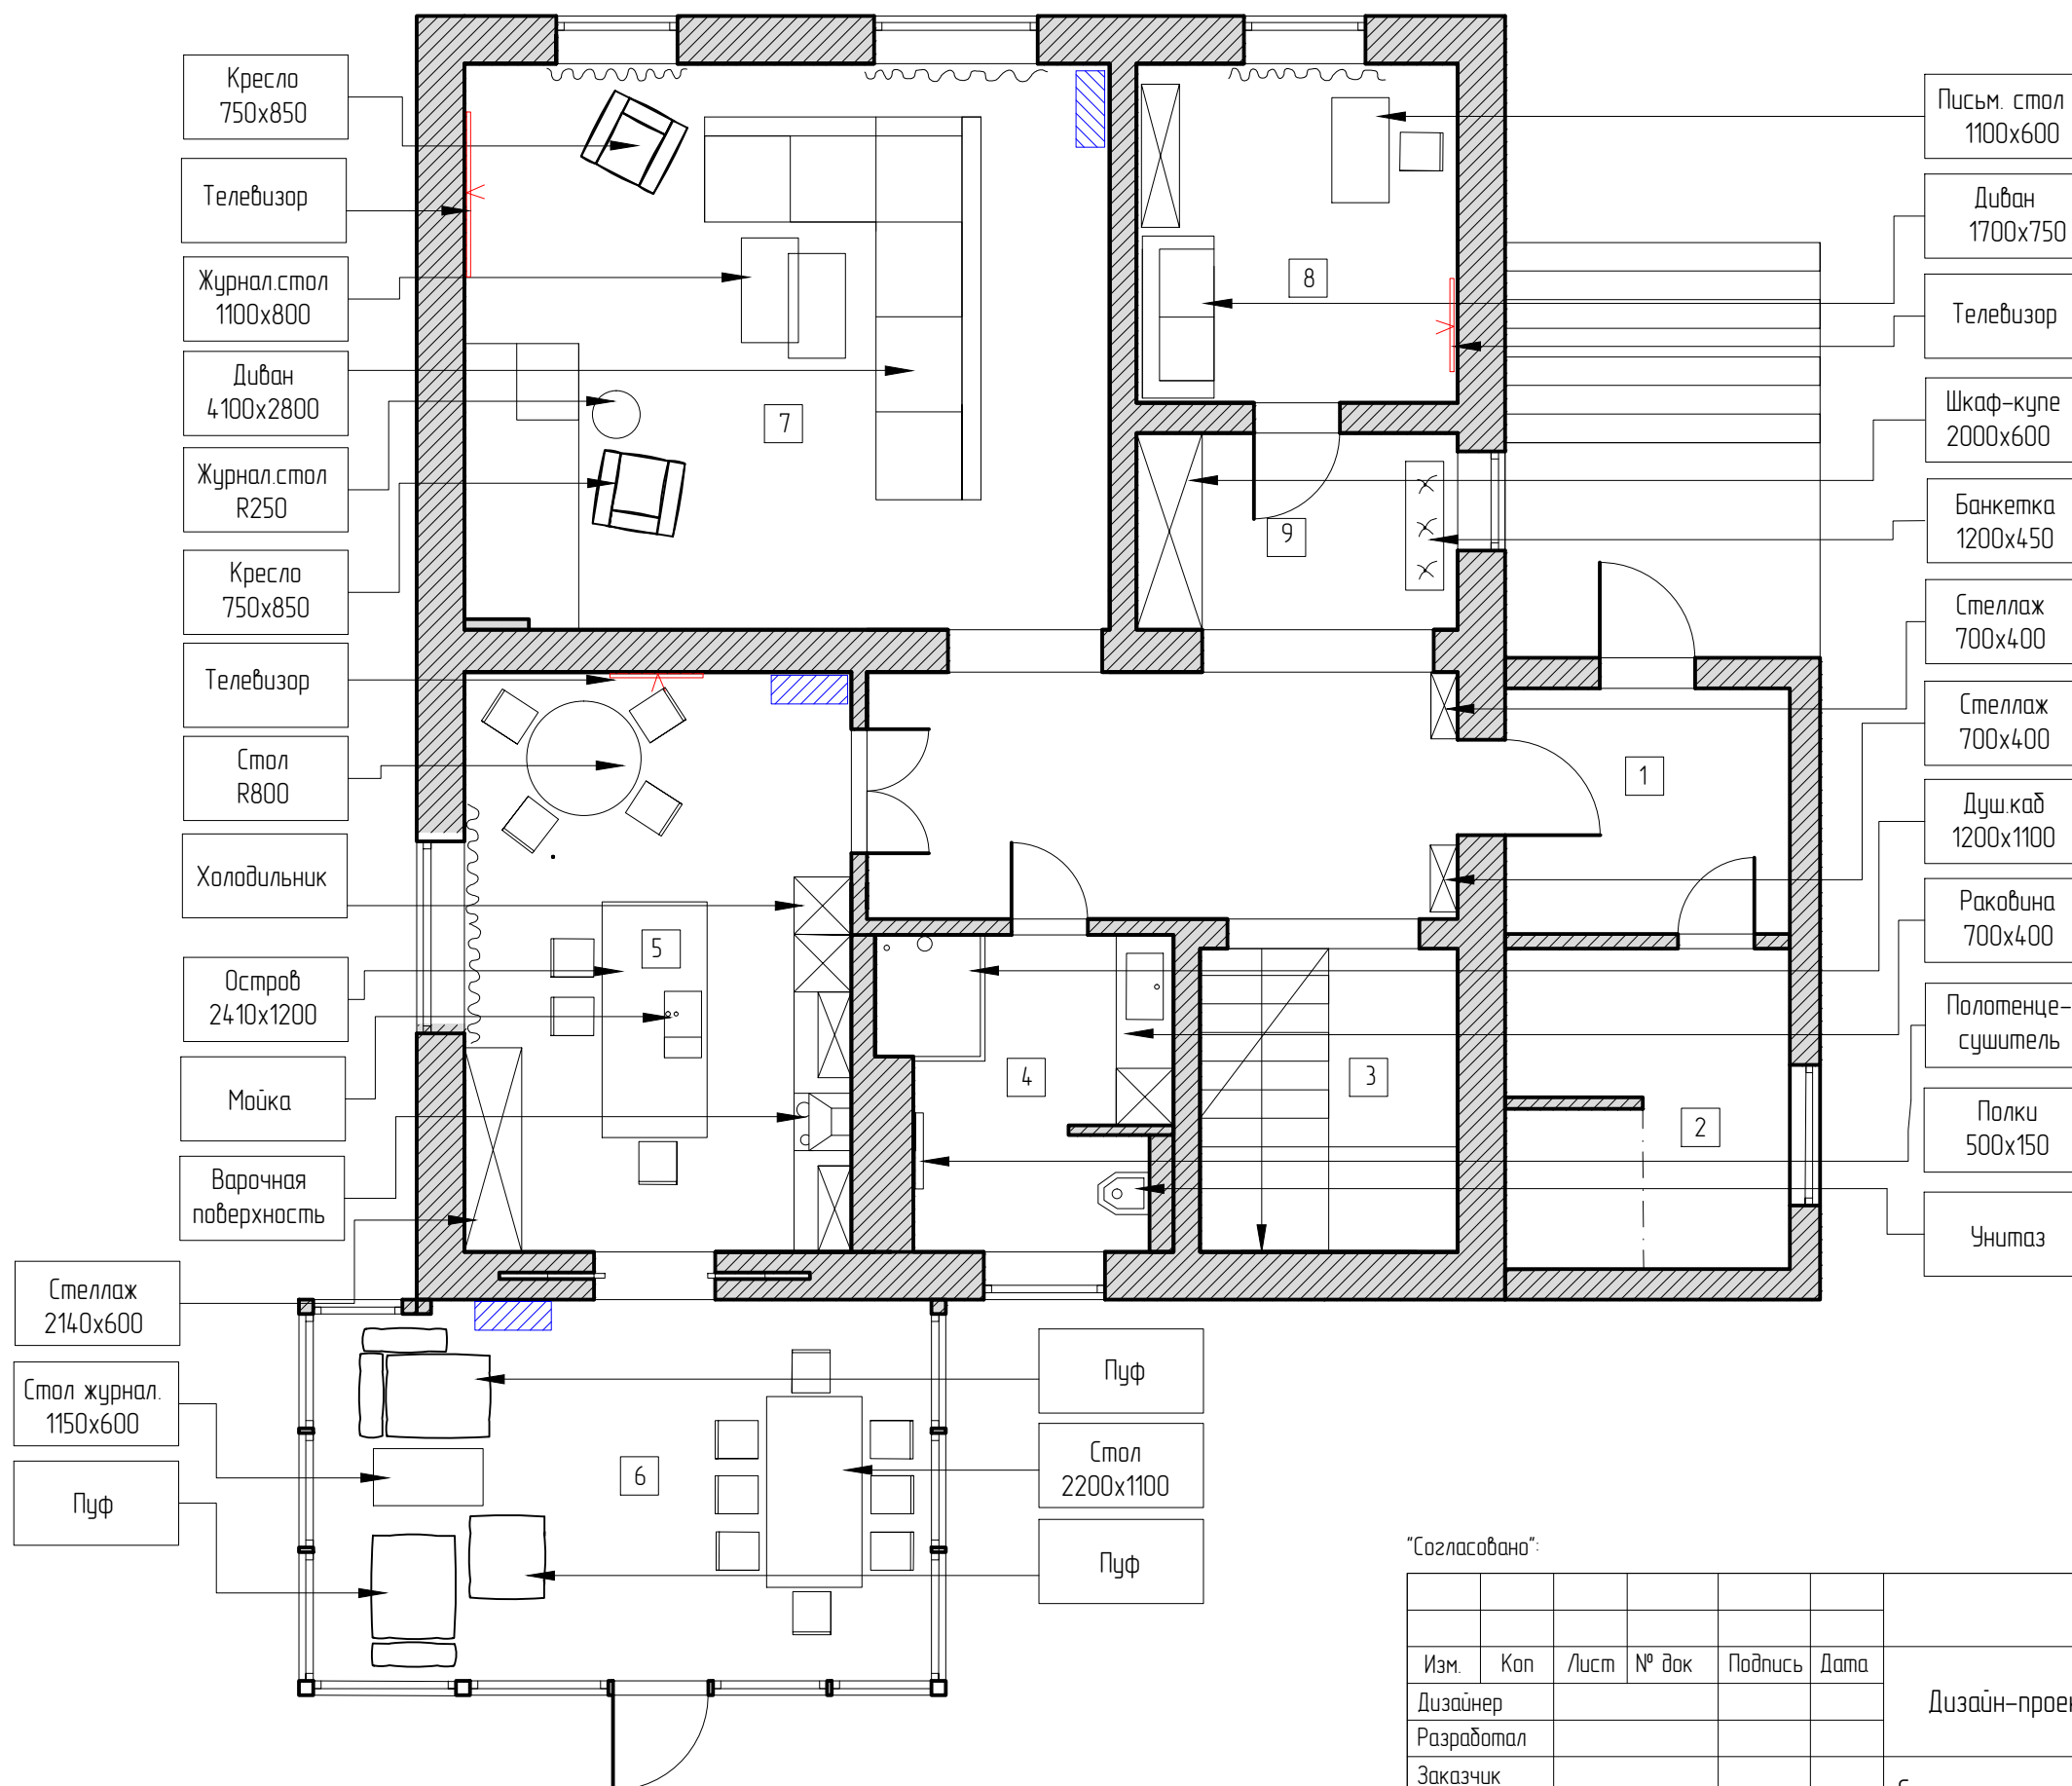 Кресло
750х850
Телевизор
Журнал.стол
1100х800
Диван
4100х2800
Журнал.стол
R250
Кресло
750х850
Телевизор
Стол
R800
Холодильник
Остров
2410х1200
Мойка
Варочная
поверхность
Стеллаж
2140х600
Стол журнал.
1150х600
Пуф
7
8
9
5
4
3
1
2
6
Пуф
Стол
2200х1100
Пуф
Письм. стол
1100х600
Диван
1700х750
Телевизор
Шкаф-купе
2000х600
Банкетка
1200х450
Стеллаж
700х400
Стеллаж
700х400
Душ.каб
1200х1100
Раковина
700х400
Полотенце-
сушитель
Полки
500х150
Унитаз
"Согласовано":
Изм. Коп Лист № док Подпись Дата
Дизайнер
Разработал
Заказчик
Дизайн-проек